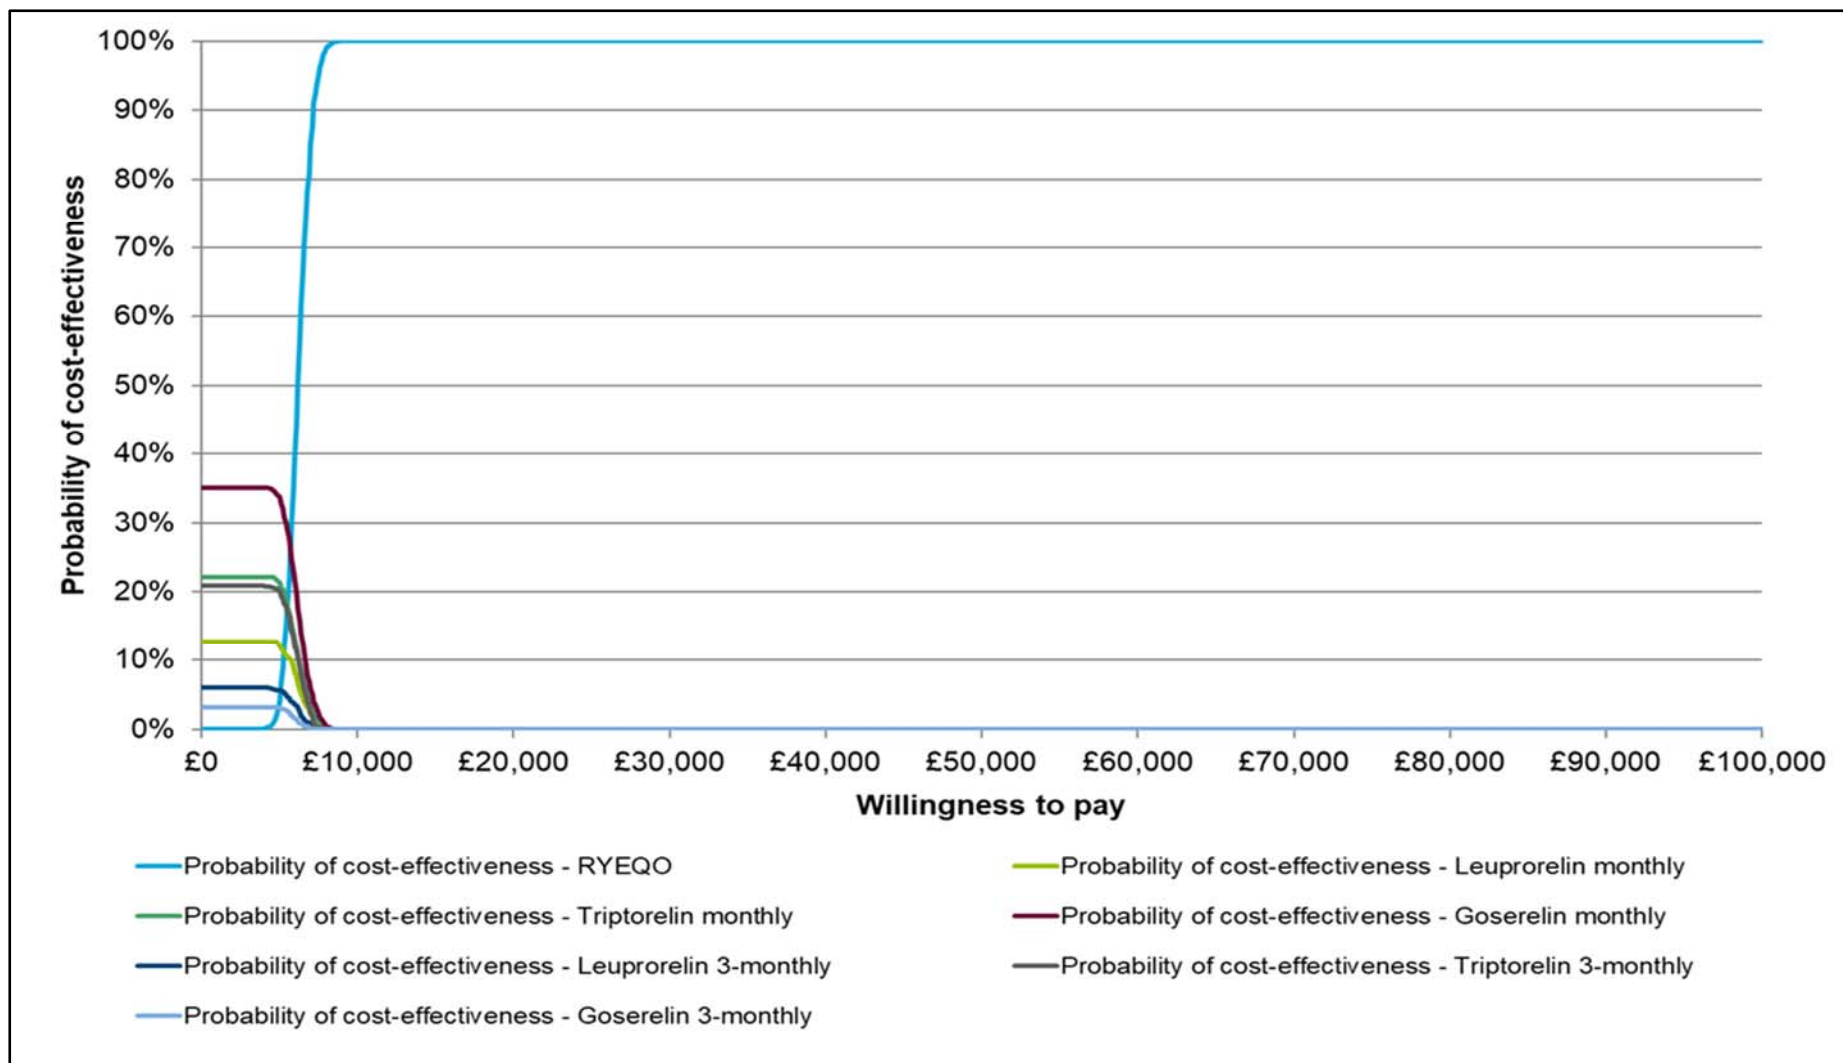 100%
90%
80%
70%
60%
50%
40%
30%
20%
10%
0%
Probability of cost-effectiveness
£0 £10,000 £20,000 £30,000 £40,000 £50,000 £60,000 £70,000 £80,000 £90,000 £100,000
Willingness to pay
Probability of cost-effectiveness - RYEQO
Probability of cost-effectiveness - Leuprorelin monthly
Probability of cost-effectiveness - Triptorelin monthly
Probability of cost-effectiveness - Goserelin monthly
Probability of cost-effectiveness - Leuprorelin 3-monthly
Probability of cost-effectiveness - Triptorelin 3-monthly
Probability of cost-effectiveness - Goserelin 3-monthly